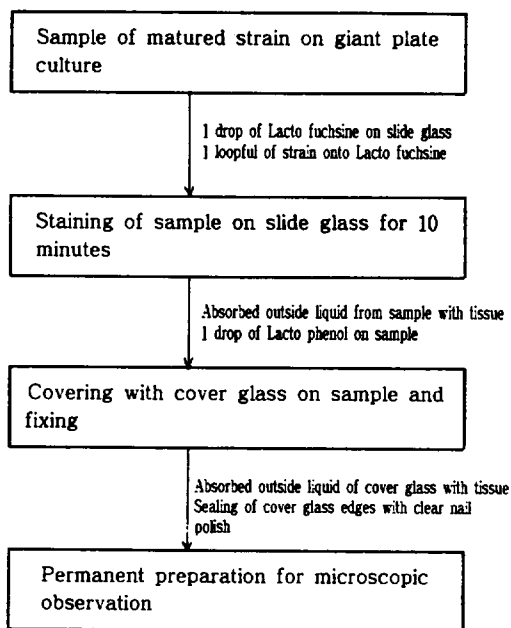 Sample of matured strain on giant plate
culture
1 drop of Lacto fuchsine on slide glass
1 loopful of strain onto Lacto fuchsine
Staining of sample on slide glass for 10
minutes
Absorbed outside liquid from sample with tissue
1 drop of Lacto phenol on sample
Covering with cover glass on sample and
fixing
Absorbed outside liquid of cover glass with tissue
Sealing of cover glass edges with clear nail
polish
Permanent preparation for microscopic
observation